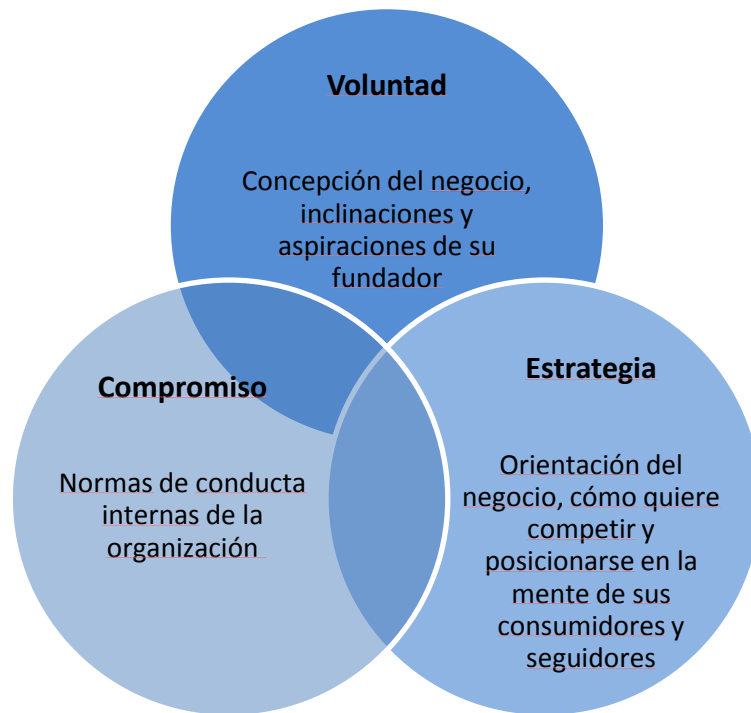 Voluntad
Concepción del negocio,
inclinaciones y
aspiraciones de su
fundador
Compromiso
Normas de conducta
internas de la
organización
Estrategia
Orientación del
negocio, cómo quiere
competir y
posicionarse en la
mente de sus
consumidores y
seguidores